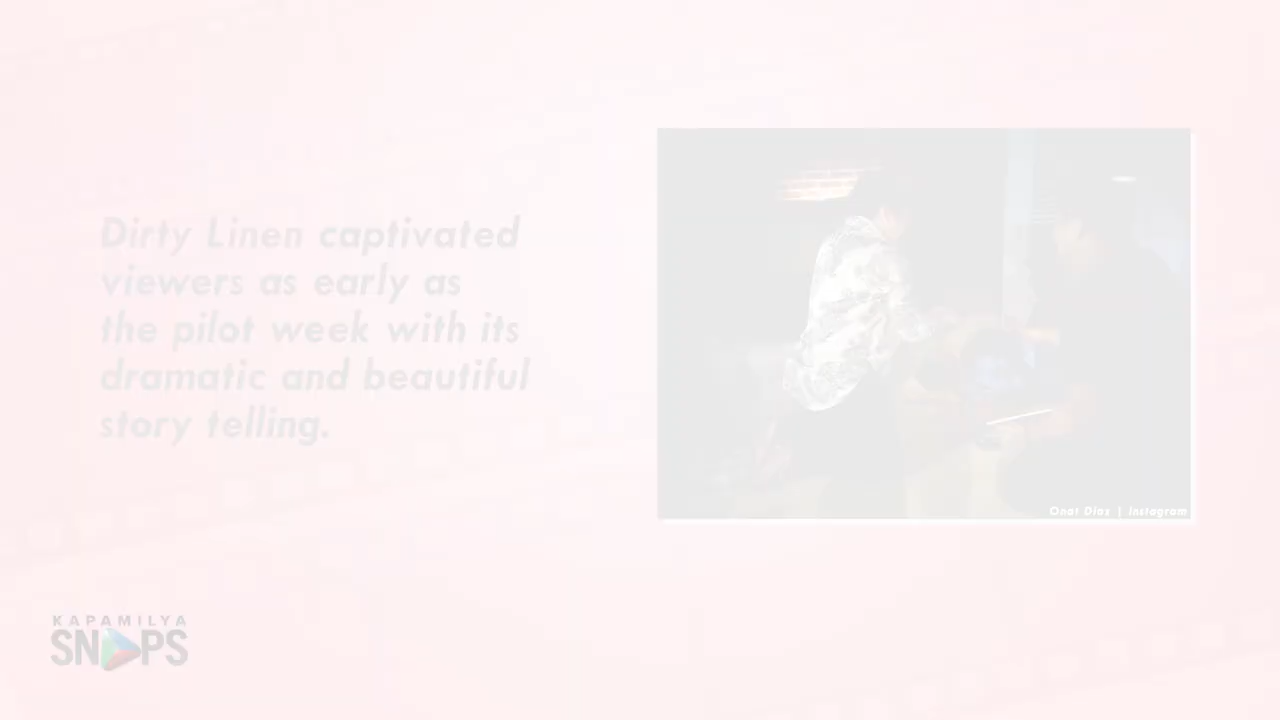 Dirty Linen captivated
viewers as early as
the pilot week with its
dramatic and beautiful
story telling.
Onat Diaz | Instagram
KAPAMILYA
SNAPS